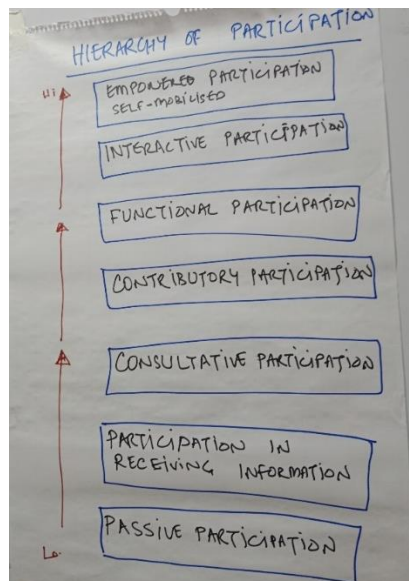 HIERARCHY OF PARTICIPATION
Hi
EMPOWERED PARTICIPATION
SELF-MOBILISED
INTERACTIVE PARTICIPATION
FUNCTIONAL PARTICIPATION
CONTRIBUTORY PARTICIPATION
CONSULTATIVE PARTICIPATION
PARTICIPATION IN
RECEIVING INFORMATION
PASSIVE PARTICIPATION
Lo.